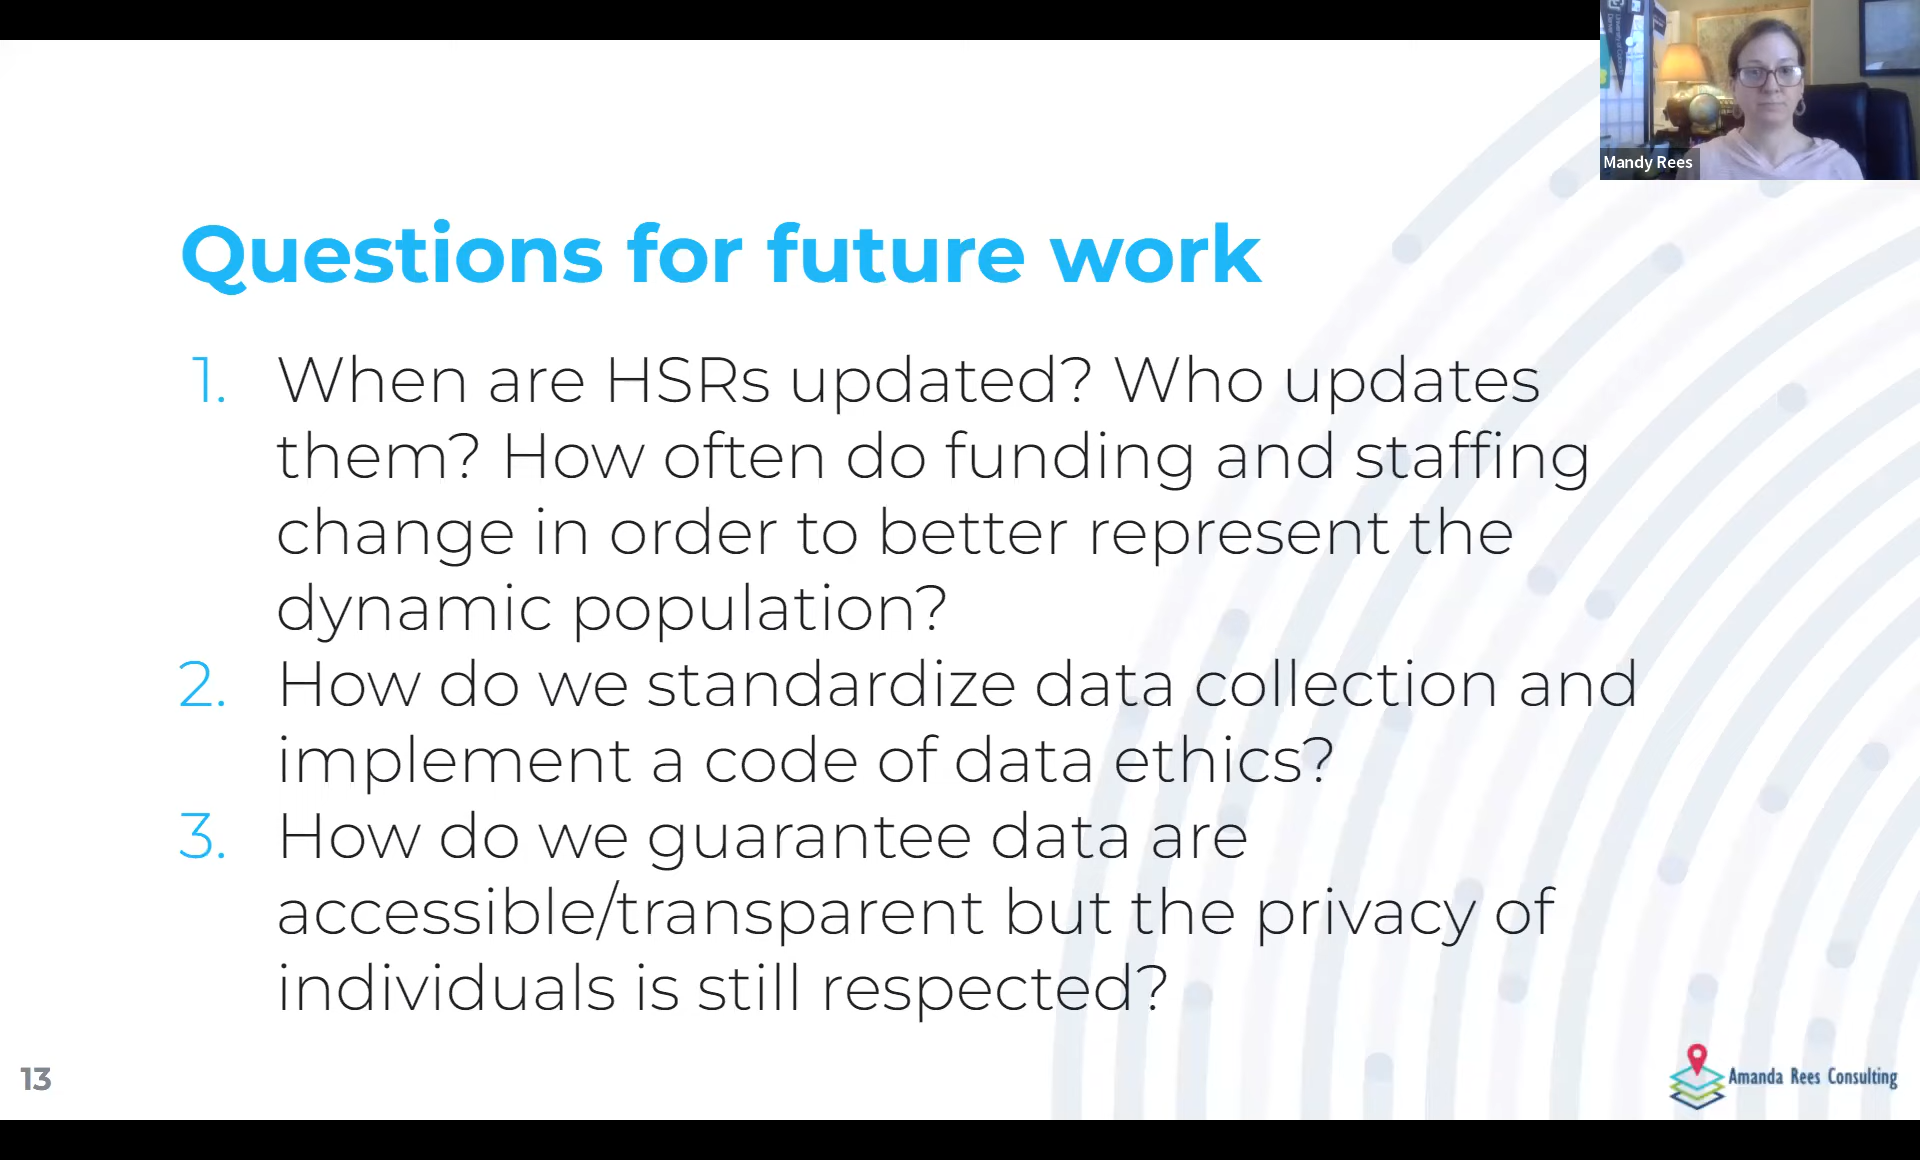 Mandy Rees
Questions for future work
1. When are HSRs updated? Who updates
them? How often do funding and staffing
change in order to better represent the
dynamic population?
2. How do we standardize data collection and
implement a code of data ethics?
3. How do we guarantee data are
accessible/transparent but the privacy of
individuals is still respected?
13
Amanda Rees Consulting